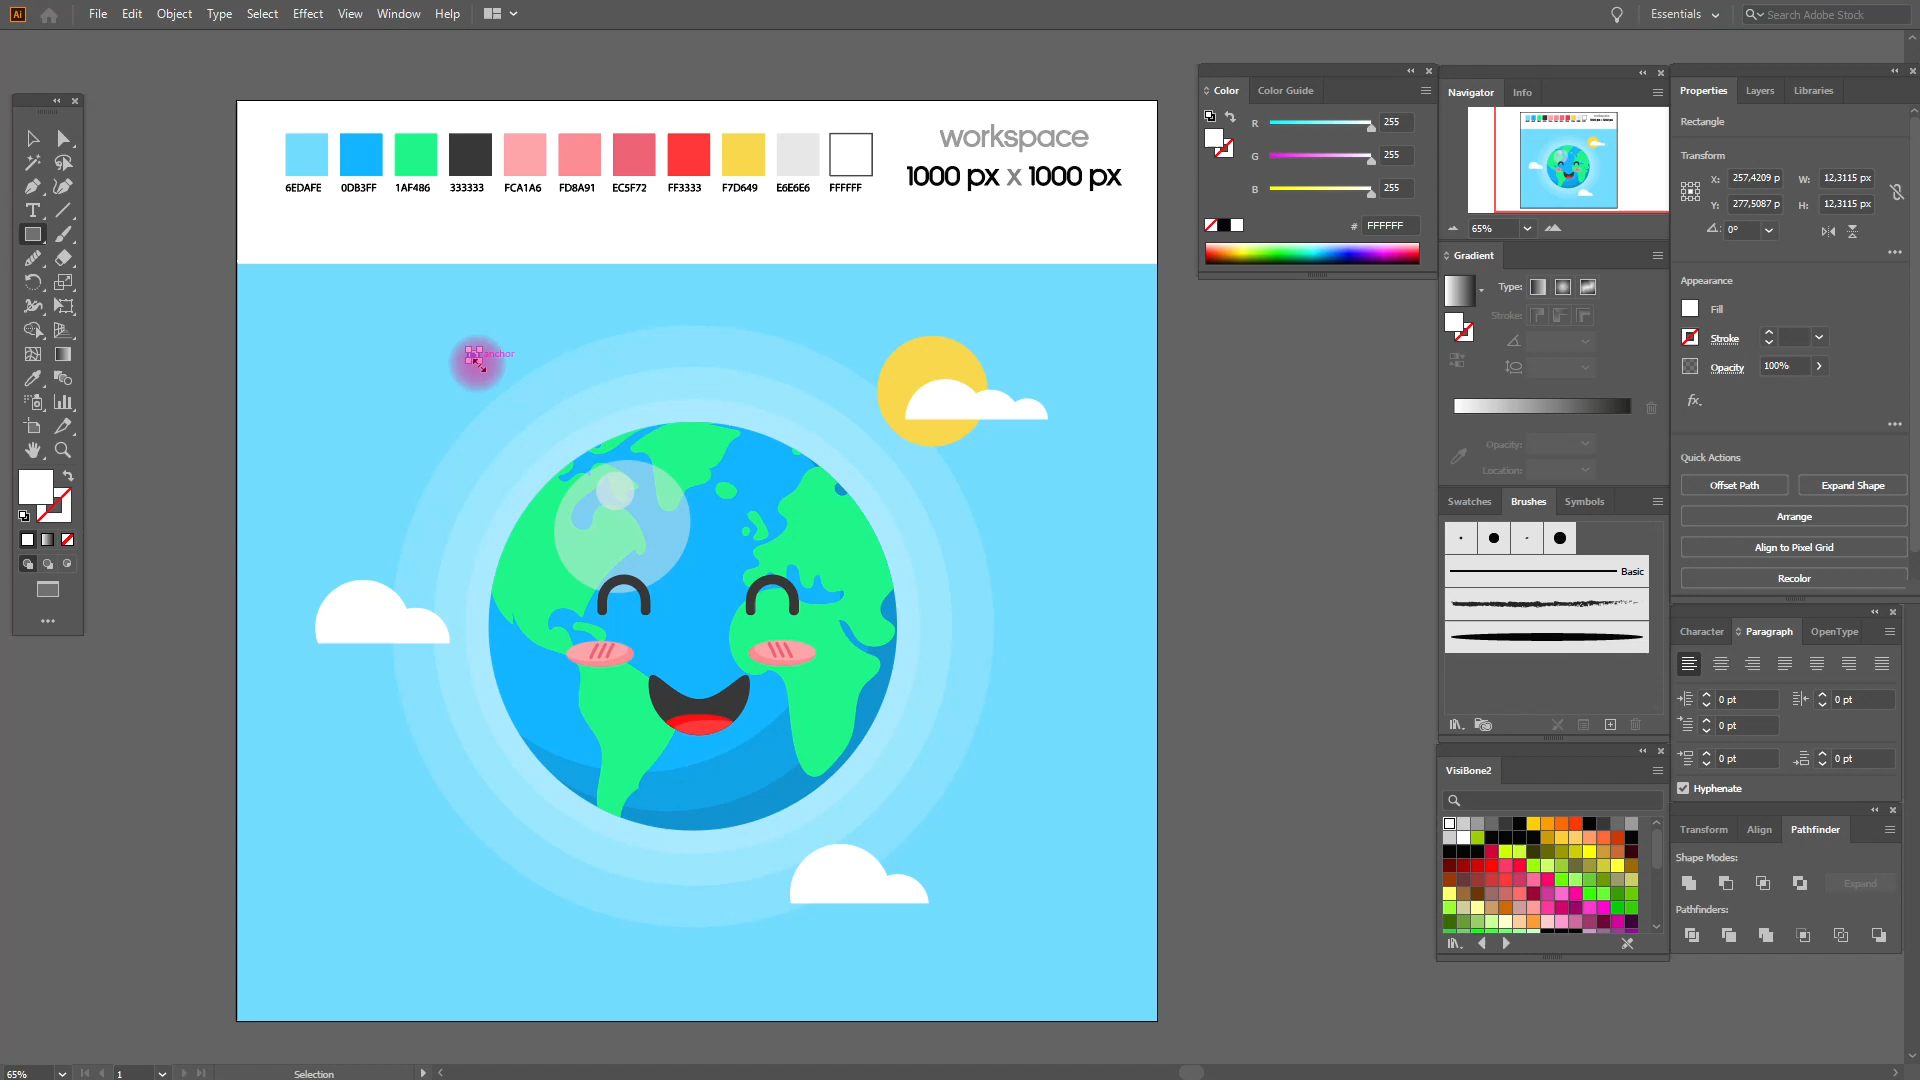 Ai File Edit Object Type Select Effect View Window Help Essentials Search Adobe Stock
6EDAFE 0DB3FF 1AF486 333333 FCA1A6 FD8A91 EC5F72 FF3333 F7D649 E6E6E6 FFFFFF
workspace
1000 px x 1000 px
anchor
Color Color Guide
R 255
G 255
B 255
# FFFFFF
Navigator Info
65%
Gradient
Type:
Stroke:
Opacity:
Location:
Swatches Brushes Symbols
Basic
VisiBone2
Properties Layers Libraries
Rectangle
Transform
X: 257,4209 p W: 12,3115 px
Y: 277,5087 p H: 12,3115 px
0°
Appearance
Fill
Stroke
Opacity 100%
fx.
Quick Actions
Offset Path Expand Shape
Arrange
Align to Pixel Grid
Recolor
Character Paragraph OpenType
0 pt 0 pt
0 pt
0 pt 0 pt
Hyphenate
Transform Align Pathfinder
Shape Modes:
Expand
Pathfinders:
65% 1 Selection